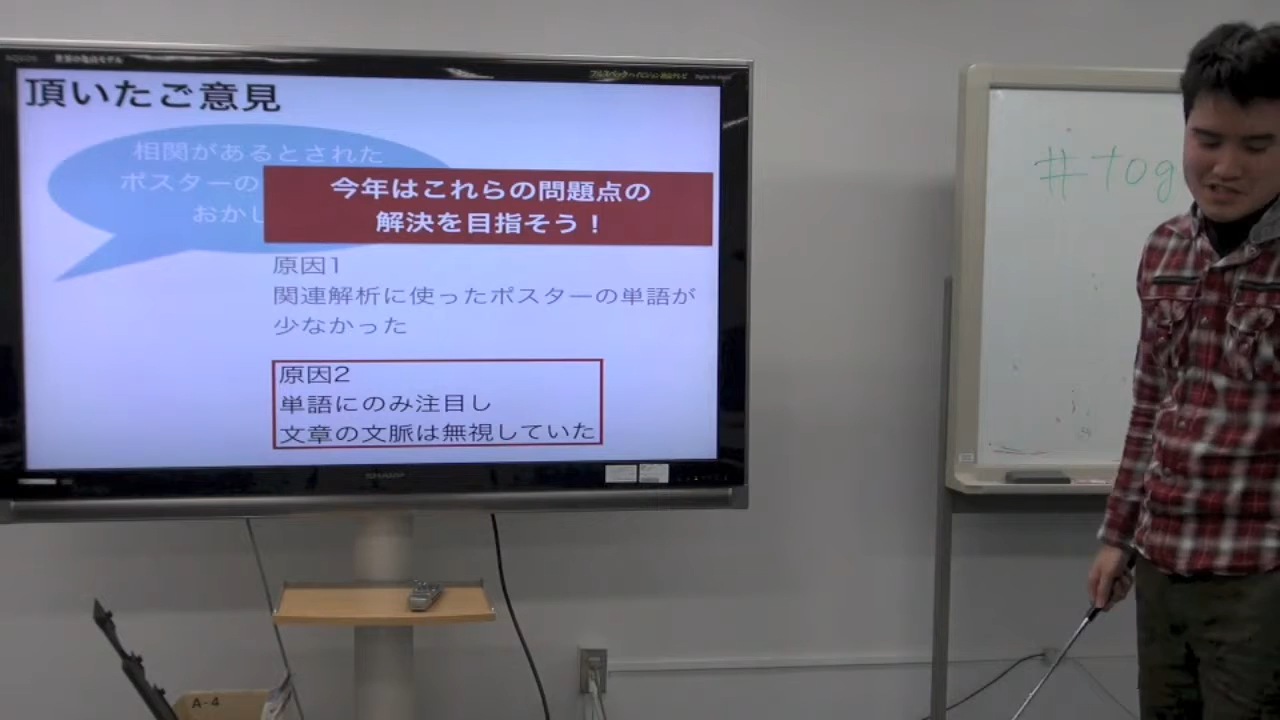 頂いたご意見
相関があるとされた
ポスターの
おかし
今年はこれらの問題点の
解決を目指そう！
原因1
関連解析に使ったポスターの単語が
少なかった
原因2
単語にのみ注目し
文章の文脈は無視していた
SHARP
#tog
A-4